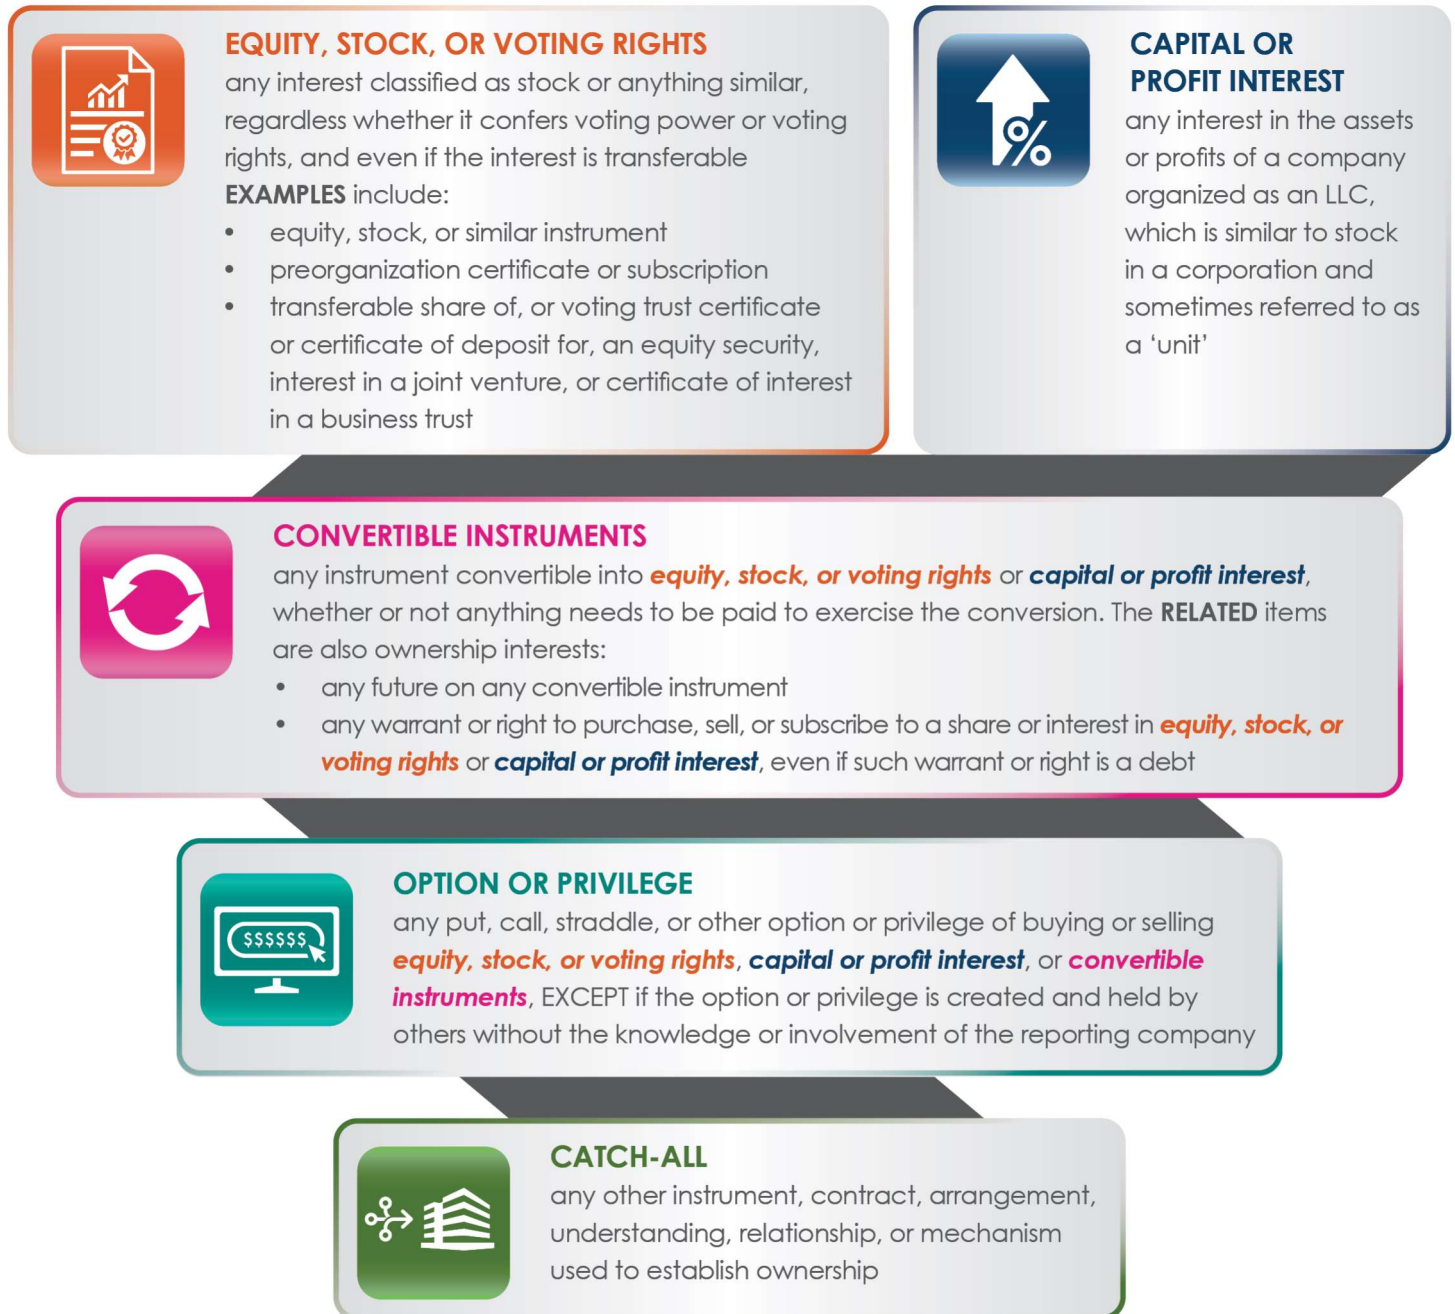 EQUITY, STOCK, OR VOTING RIGHTS
any interest classified as stock or anything similar,
regardless whether it confers voting power or voting
rights, and even if the interest is transferable
EXAMPLES include:
• equity, stock, or similar instrument
• preorganization certificate or subscription
• transferable share of, or voting trust certificate
or certificate of deposit for, an equity security,
interest in a joint venture, or certificate of interest
in a business trust
%
CAPITAL OR
PROFIT INTEREST
any interest in the assets
or profits of a company
organized as an LLC,
which is similar to stock
in a corporation and
sometimes referred to as
a ‘unit’
CONVERTIBLE INSTRUMENTS
any instrument convertible into equity, stock, or voting rights or capital or profit interest,
whether or not anything needs to be paid to exercise the conversion. The RELATED items
are also ownership interests:
• any future on any convertible instrument
• any warrant or right to purchase, sell, or subscribe to a share or interest in equity, stock, or
voting rights or capital or profit interest, even if such warrant or right is a debt
$$$$$$
OPTION OR PRIVILEGE
any put, call, straddle, or other option or privilege of buying or selling
equity, stock, or voting rights, capital or profit interest, or convertible
instruments, EXCEPT if the option or privilege is created and held by
others without the knowledge or involvement of the reporting company
CATCH-ALL
any other instrument, contract, arrangement,
understanding, relationship, or mechanism
used to establish ownership